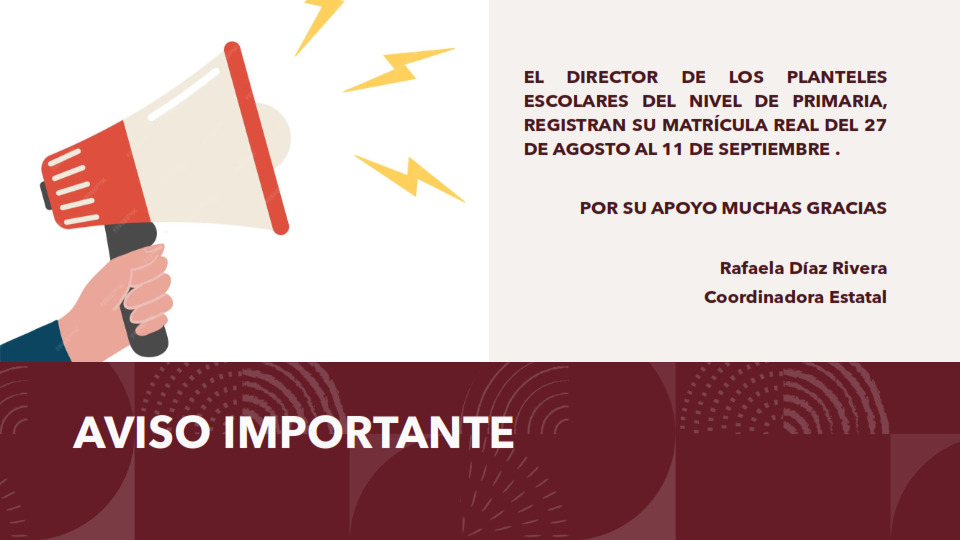 EL DIRECTOR DE LOS PLANTELES
ESCOLARES DEL NIVEL DE PRIMARIA,
REGISTRAN SU MATRÍCULA REAL DEL 27
DE AGOSTO AL 11 DE SEPTIEMBRE .
POR SU APOYO MUCHAS GRACIAS
Rafaela Díaz Rivera
Coordinadora Estatal
AVISO IMPORTANTE